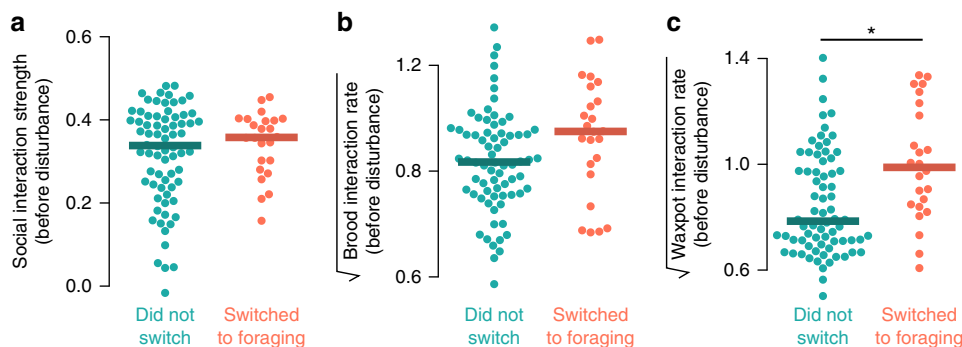 a
Social interaction strength
(before disturbance)
0.6
0.4
0.2
0.0
Did not
switch
Switched
to foraging
b
√ Brood interaction rate
(before disturbance)
1.2
0.8
0.6
Did not
switch
Switched
to foraging
c
*
√ Waxpot interaction rate
(before disturbance)
1.4
1.0
0.6
Did not
switch
Switched
to foraging